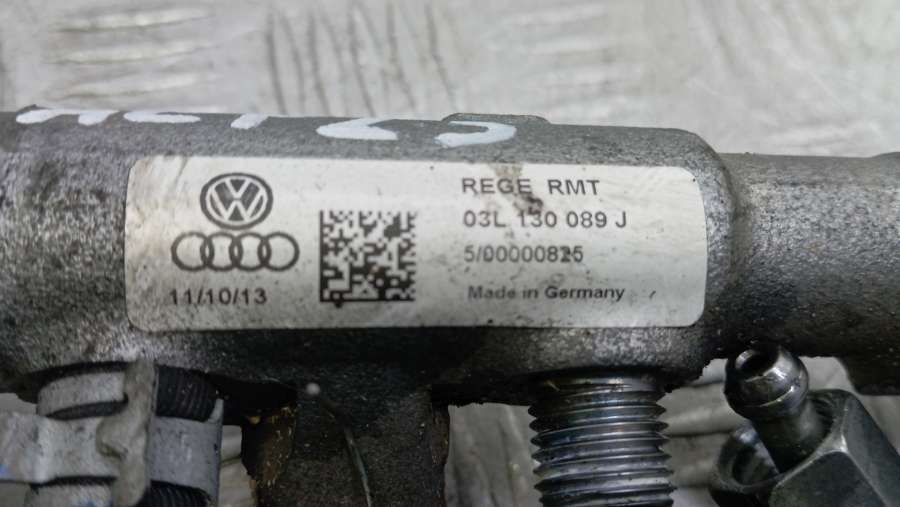 REGE RMT
03L 130 089 J
5/00000825
11/10/13
Made in Germany